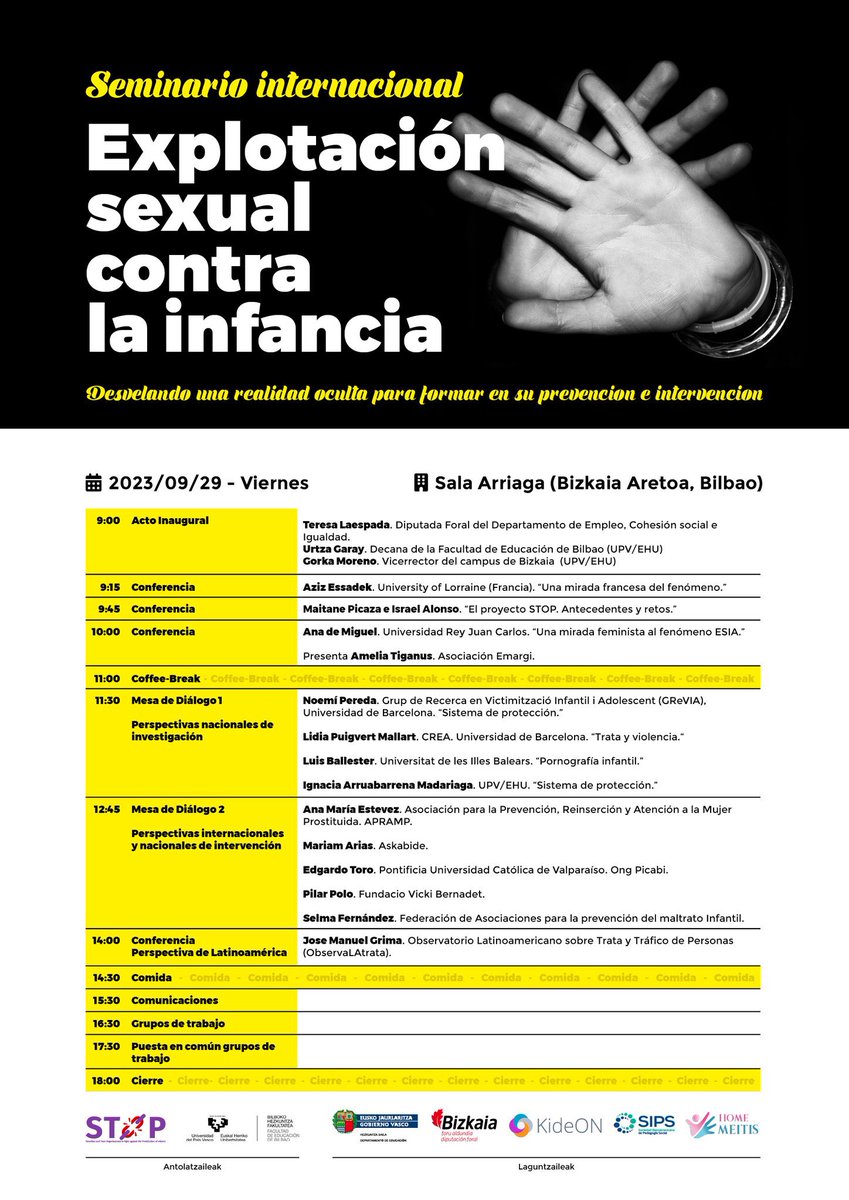 Seminario internacional
Explotación
sexual
contra
la infancia
Desvelando una realidad oculta para formar en su prevencion e intervencion
2023/09/29 - Viernes
Sala Arriaga (Bizkaia Aretoa, Bilbao)
9:00 Acto Inaugural
Teresa Laespada. Diputada Foral del Departamento de Empleo, Cohesión social e
Igualdad.
Urtza Garay. Decana de la Facultad de Educación de Bilbao (UPV/EHU)
Gorka Moreno. Vicerrector del campus de Bizkaia (UPV/EHU)
9:15 Conferencia
Aziz Essadek. University of Lorraine (Francia). “Una mirada francesa del fenómeno.”
9:45 Conferencia
Maitane Picaza e Israel Alonso. “El proyecto STOP. Antecedentes y retos.”
10:00 Conferencia
Ana de Miguel. Universidad Rey Juan Carlos. “Una mirada feminista al fenómeno ESIA.”
Presenta Amelia Tiganus. Asociación Emargi.
11:00 Coffee-Break - Coffee-Break - Coffee-Break - Coffee-Break - Coffee-Break - Coffee-Break - Coffee-Break - Coffee-Break
11:30 Mesa de Diálogo 1
Perspectivas nacionales de
investigación
Noemí Pereda. Grup de Recerca en Victimització Infantil i Adolescent (GReVIA),
Universidad de Barcelona. “Sistema de protección.”
Lidia Puigvert Mallart. CREA. Universidad de Barcelona. “Trata y violencia.“
Luis Ballester. Universitat de les Illes Balears. “Pornografía infantil.”
Ignacia Arruabarrena Madariaga. UPV/EHU. “Sistema de protección.”
12:45 Mesa de Diálogo 2
Perspectivas internacionales
y nacionales de intervención
Ana María Estevez. Asociación para la Prevención, Reinserción y Atención a la Mujer
Prostituida. APRAMP.
Mariam Arias. Askabide.
Edgardo Toro. Pontificia Universidad Católica de Valparaíso. Ong Picabi.
Pilar Polo. Fundacio Vicki Bernadet.
Selma Fernández. Federación de Asociaciones para la prevención del maltrato Infantil.
14:00 Conferencia
Perspectiva de Latinoamérica
Jose Manuel Grima. Observatorio Latinoamericano sobre Trata y Tráfico de Personas
(ObservaLAtrata).
14:30 Comida - Comida - Comida - Comida - Comida - Comida - Comida - Comida - Comida - Comida - Comida
15:30 Comunicaciones
16:30 Grupos de trabajo
17:30 Puesta en común grupos de
trabajo
18:00 Cierre - Cierre- Cierre - Cierre - Cierre - Cierre - Cierre - Cierre - Cierre - Cierre - Cierre - Cierre - Cierre - Cierre
STOP
Universidad del País Vasco
Euskal Herriko Unibertsitatea
BILBOKO
HEZKUNTZA
FAKULTATEA
FACULTAD
DE EDUCACIÓN
DE BILBAO
EUSKO JAURLARITZA
GOBIERNO VASCO
HEZKUNTZA SAILA
DEPARTAMENTO DE EDUCACIÓN
Bizkaia
foru aldundia
diputación foral
KideON
SIPS
HOME
MEITIS
Antolatzaileak
Laguntzaileak